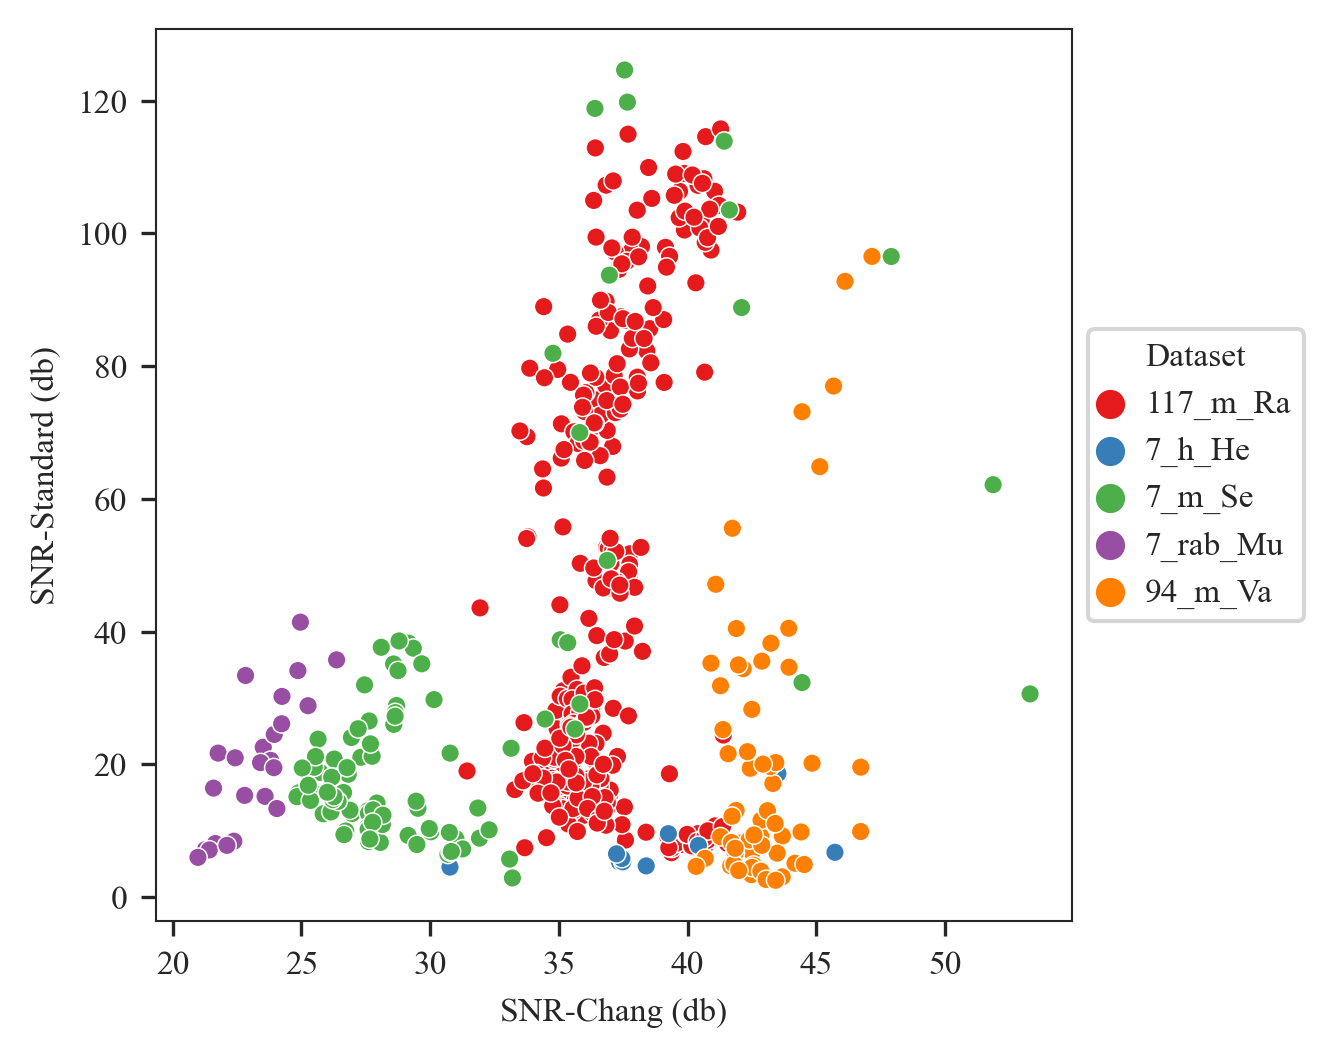 SNR-Standard (db)
120
100
80
60
40
20
0
20 25 30 35 40 45 50
SNR-Chang (db)
Dataset
117_m_Ra
7_h_He
7_m_Se
7_rab_Mu
94_m_Va